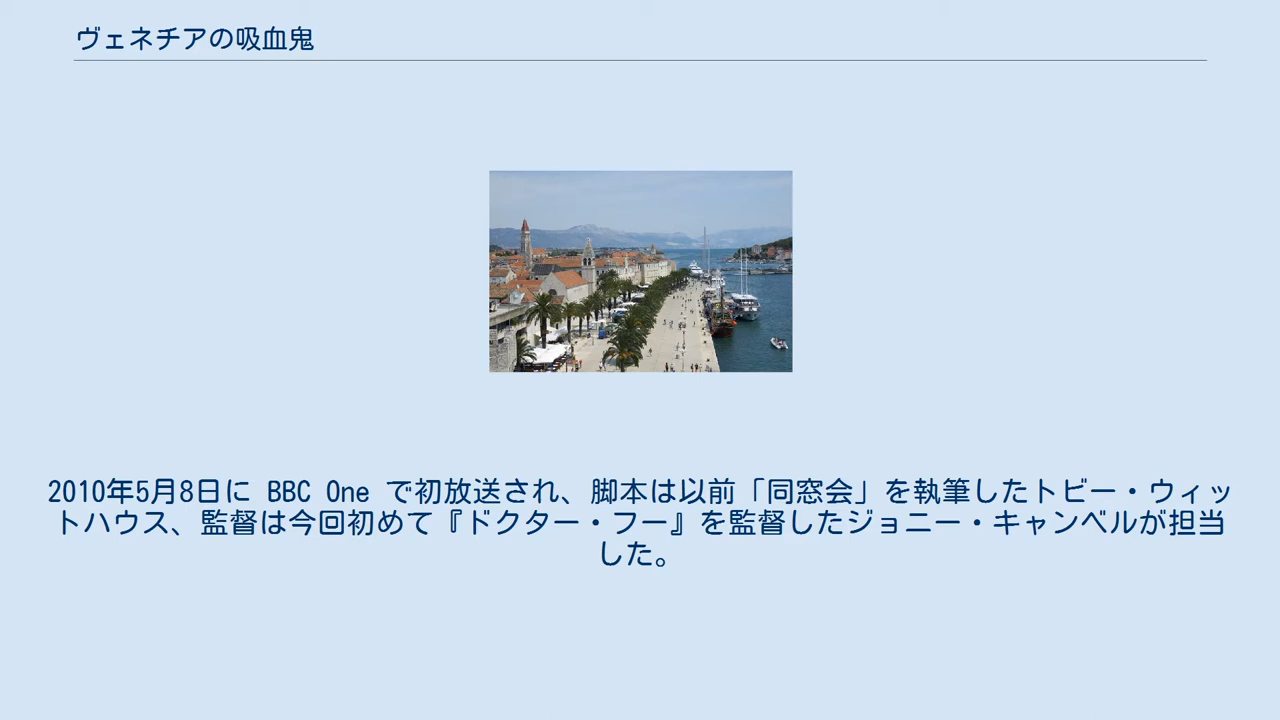 ヴェネチアの吸血鬼
2010年5月8日に BBC One で初放送され、脚本は以前「同窓会」を執筆したトビー・ウィッ
トハウス、監督は今回初めて『ドクター・フー』を監督したジョニー・キャンベルが担当
した。